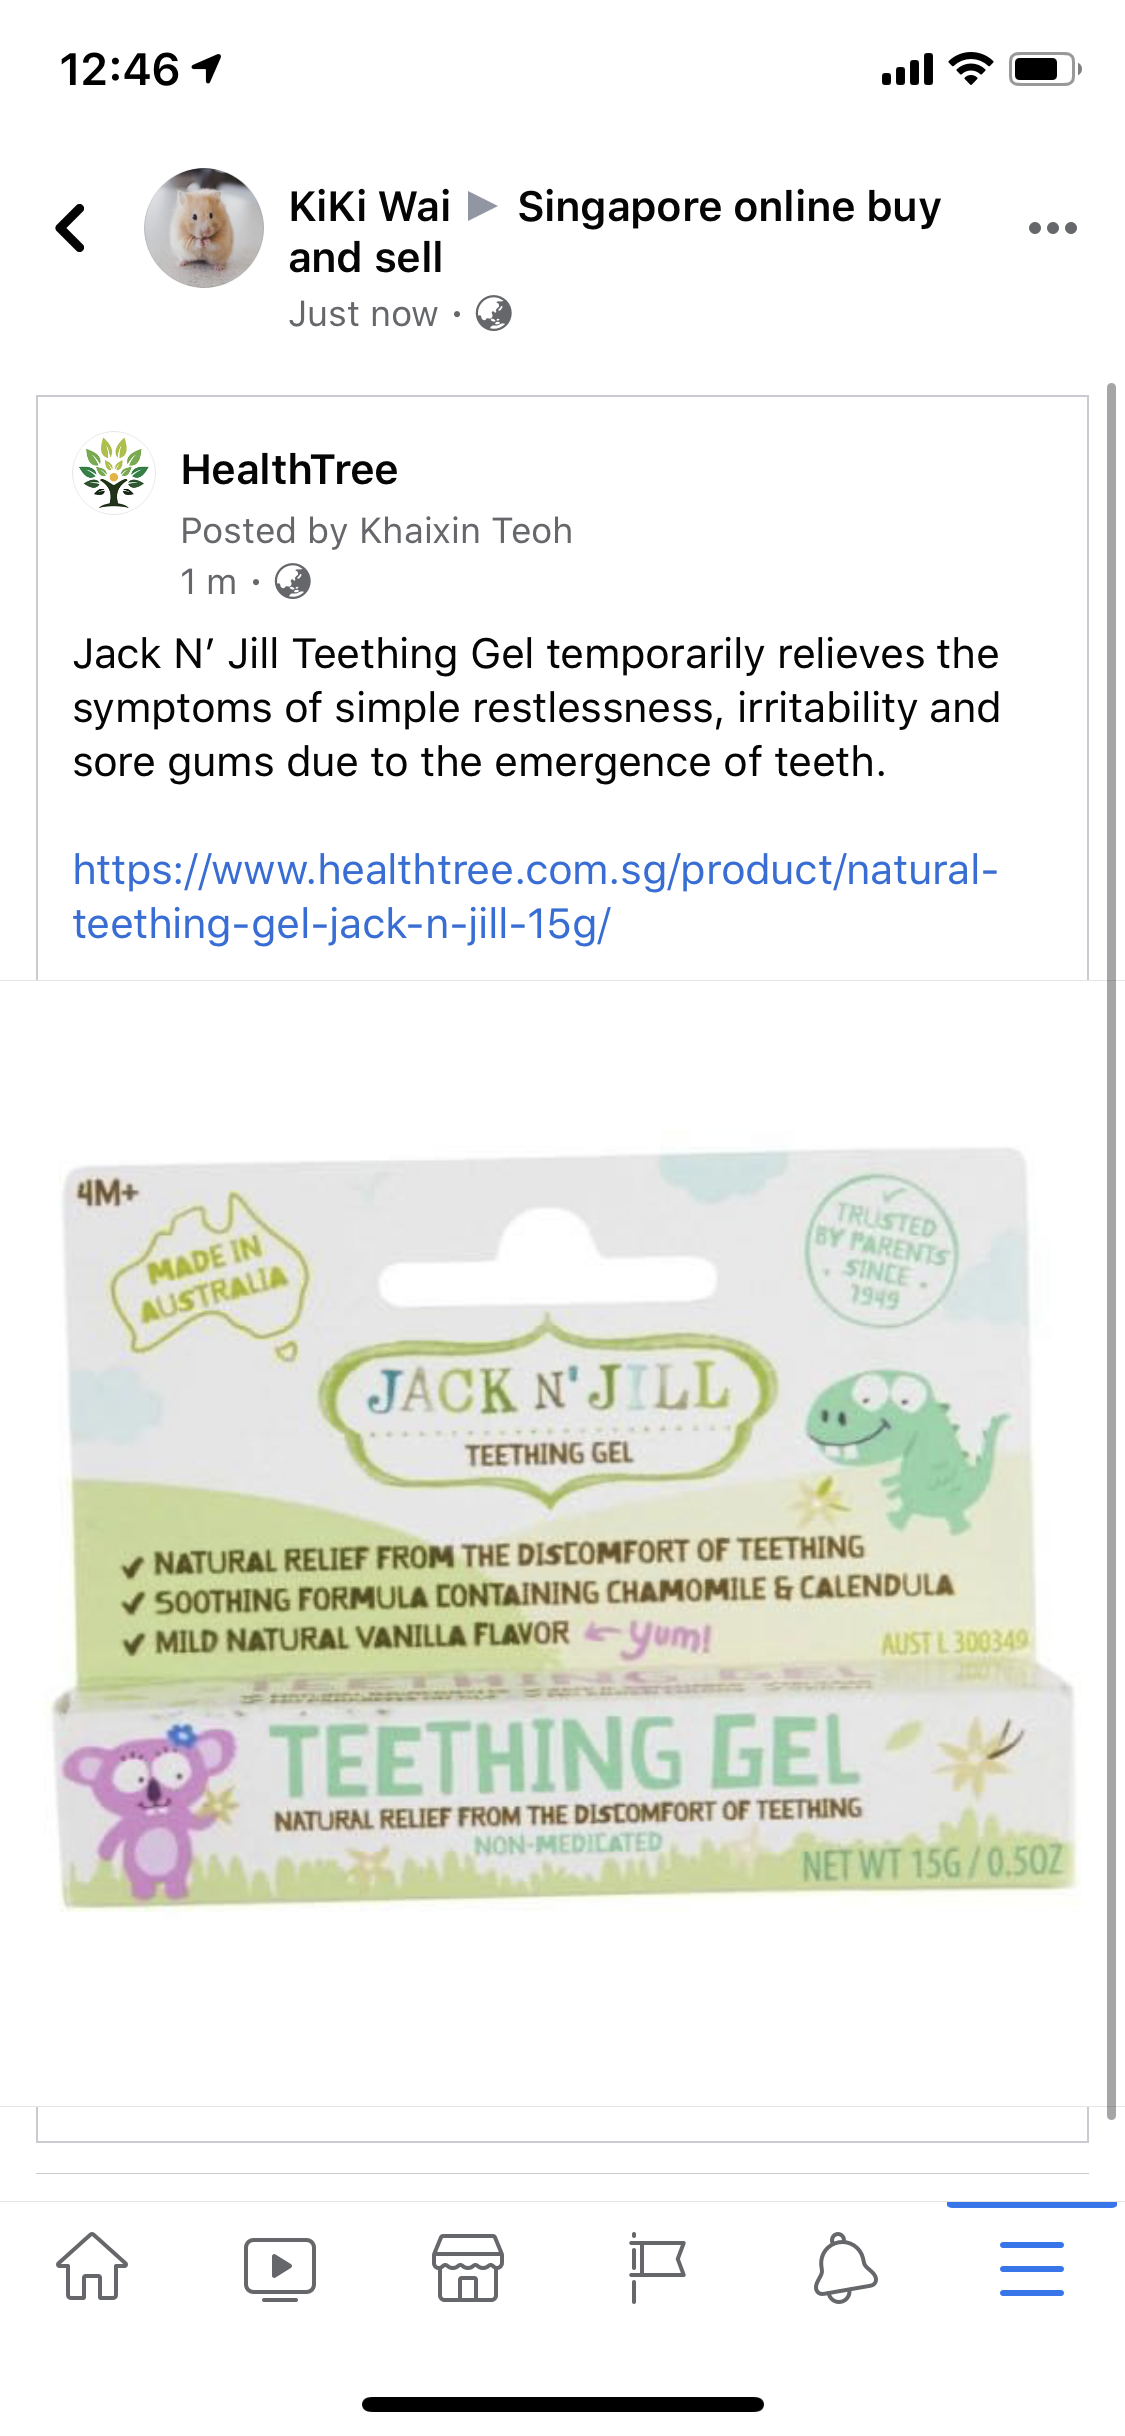 12:46
KiKi Wai ▶ Singapore online buy
and sell
Just now ·
HealthTree
Posted by Khaixin Teoh
1 m ·
Jack N’ Jill Teething Gel temporarily relieves the
symptoms of simple restlessness, irritability and
sore gums due to the emergence of teeth.
https://www.healthtree.com.sg/product/natural-
teething-gel-jack-n-jill-15g/
4M+
MADE IN
AUSTRALIA
TRUSTED
BY PARENTS
· SINCE ·
1949
JACK N'JILL
TEETHING GEL
✓ NATURAL RELIEF FROM THE DISCOMFORT OF TEETHING
✓ SOOTHING FORMULA CONTAINING CHAMOMILE & CALENDULA
✓ MILD NATURAL VANILLA FLAVOR ← yum!
AUST L 300349
TEETHING GEL
TEETHING GEL
NATURAL RELIEF FROM THE DISCOMFORT OF TEETHING
NON-MEDICATED
NET WT 15G / 0.5OZ